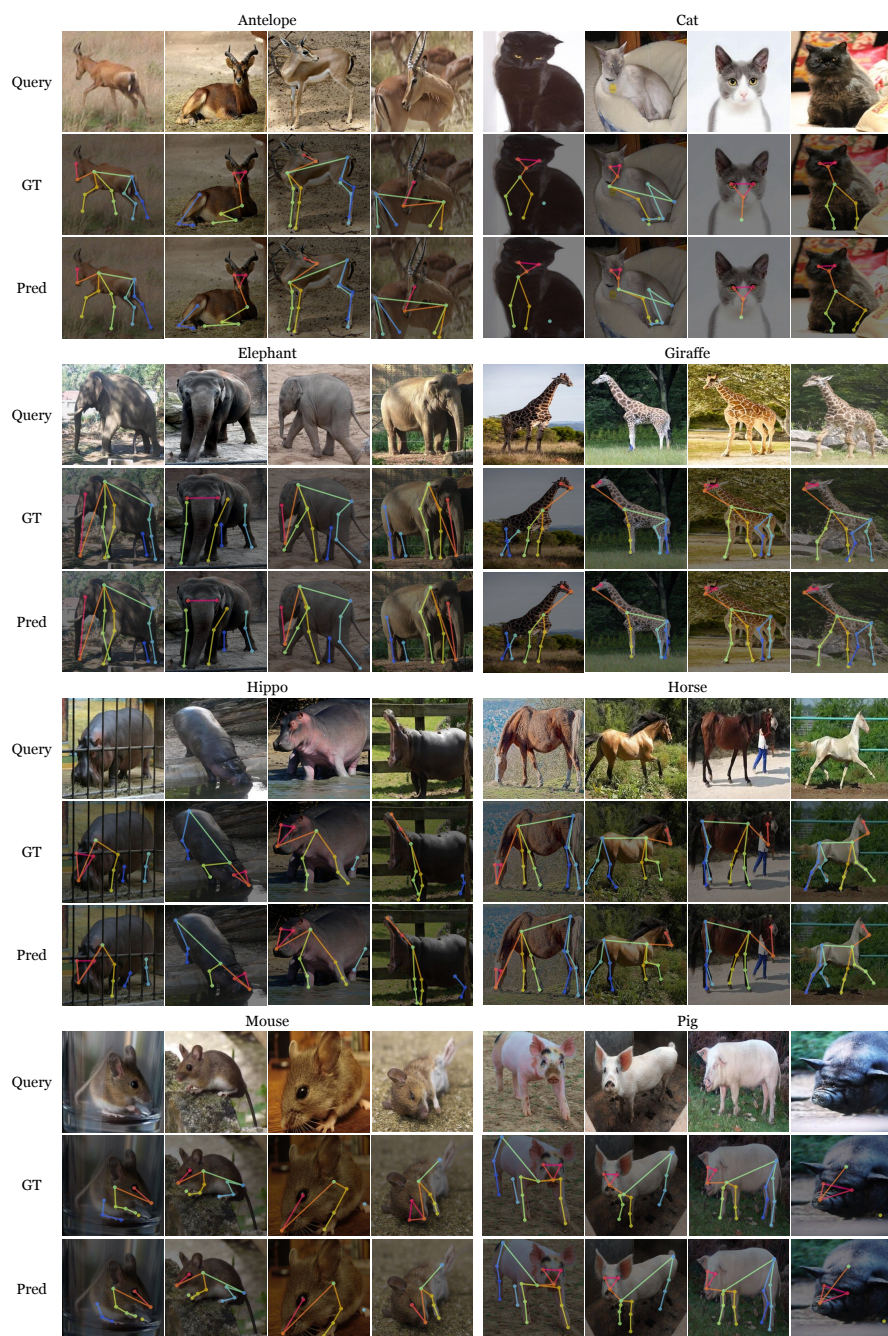 Antelope Cat
Query
GT
Pred
Elephant Giraffe
Query
GT
Pred
Hippo Horse
Query
GT
Pred
Mouse Pig
Query
GT
Pred